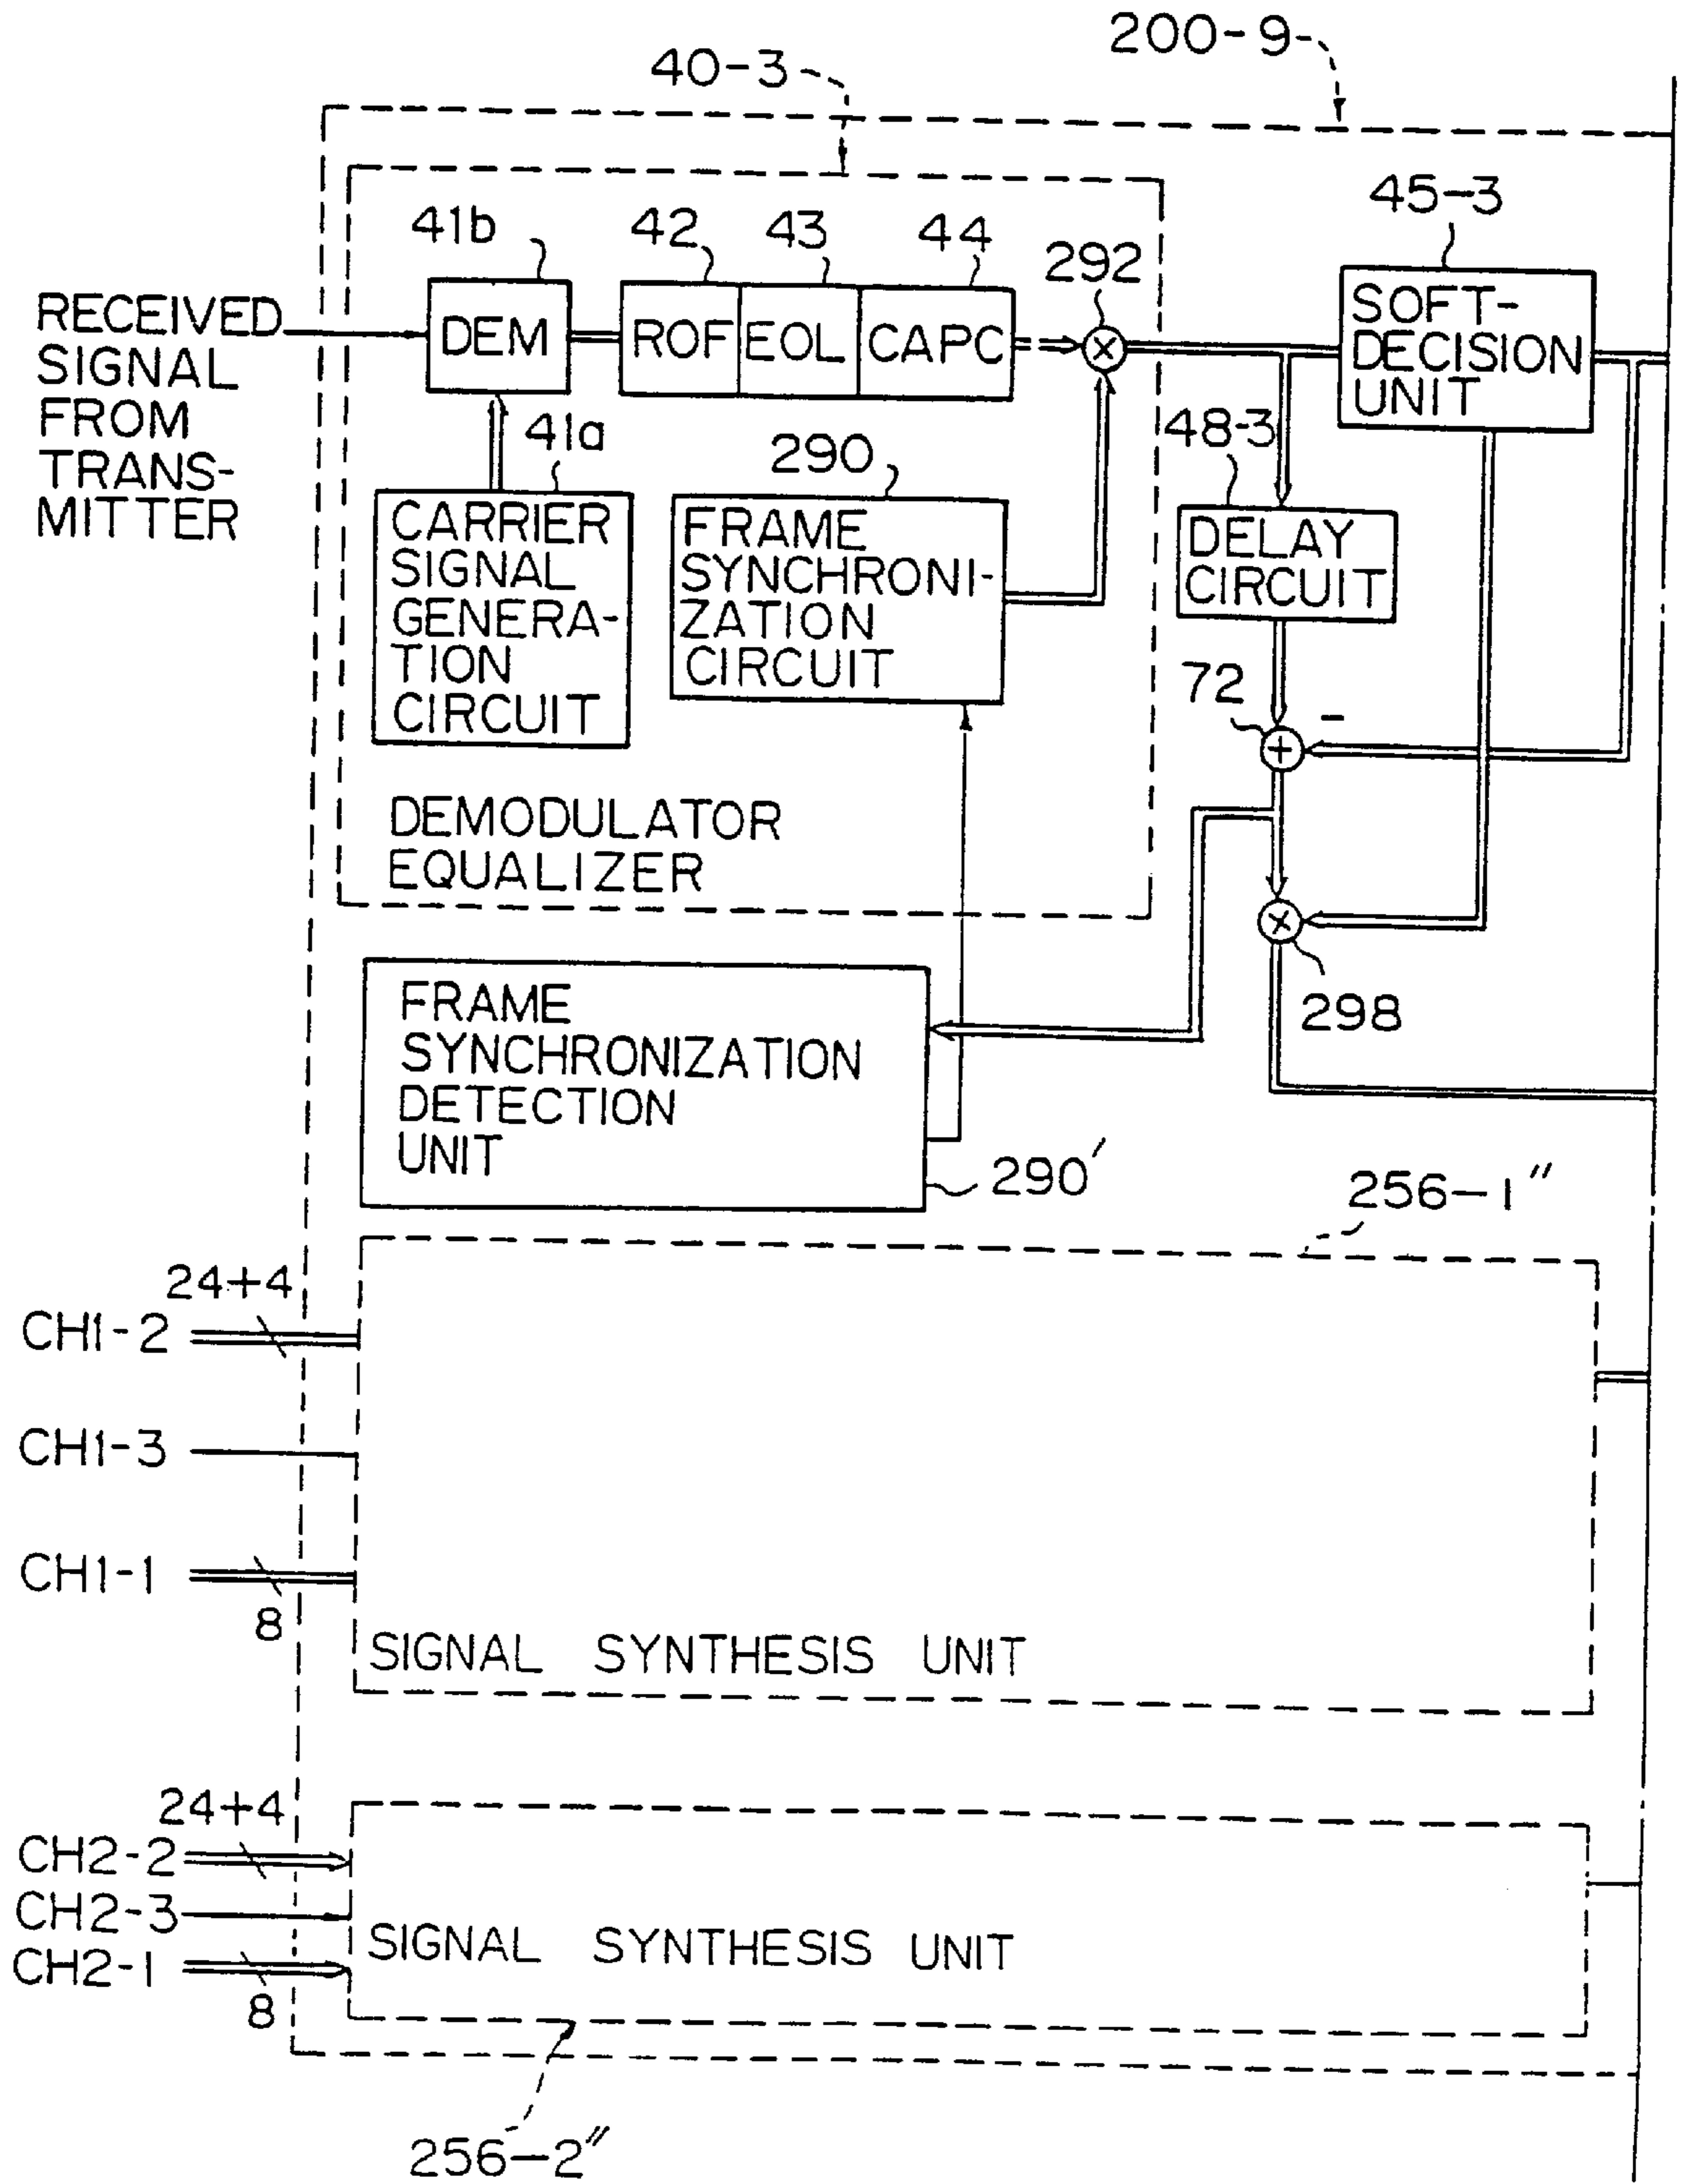 200-9
40-3
45-3
41b
42
43
44
292
RECEIVED
SIGNAL
FROM
TRANS-
MITTER
DEM
ROF
EOL
CAPC
SOFT-
DECISION
UNIT
41a
290
48-3
CARRIER
SIGNAL
GENERA-
TION
CIRCUIT
FRAME
SYNCHRONI-
ZATION
CIRCUIT
DELAY
CIRCUIT
72
-
+
DEMODULATOR
EQUALIZER
×
298
FRAME
SYNCHRONIZATION
DETECTION
UNIT
290'
256-1"
24+4
CH1-2
CH1-3
CH1-1
8
SIGNAL SYNTHESIS UNIT
24+4
CH2-2
CH2-3
CH2-1
8
SIGNAL SYNTHESIS UNIT
256-2"